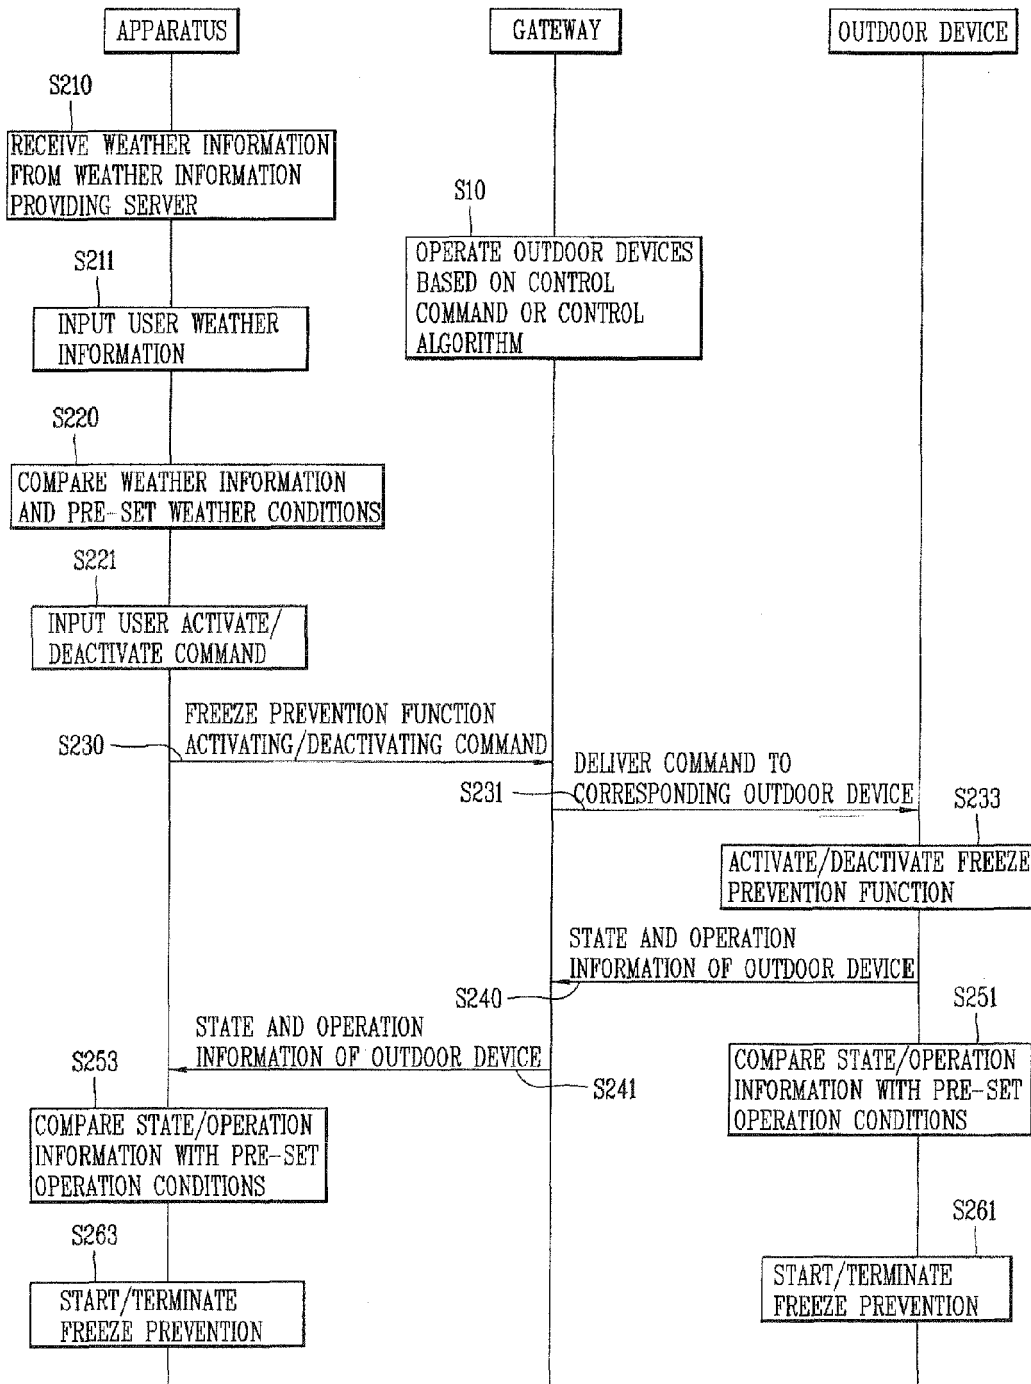 APPARATUS
GATEWAY
OUTDOOR DEVICE
S210
RECEIVE WEATHER INFORMATION
FROM WEATHER INFORMATION
PROVIDING SERVER
S10
OPERATE OUTDOOR DEVICES
BASED ON CONTROL
COMMAND OR CONTROL
ALGORITHM
S211
INPUT USER WEATHER
INFORMATION
S220
COMPARE WEATHER INFORMATION
AND PRE-SET WEATHER CONDITIONS
S221
INPUT USER ACTIVATE/
DEACTIVATE COMMAND
FREEZE PREVENTION FUNCTION
ACTIVATING/DEACTIVATING COMMAND
S230
DELIVER COMMAND TO
CORRESPONDING OUTDOOR DEVICE
S231
S233
ACTIVATE/DEACTIVATE FREEZE
PREVENTION FUNCTION
STATE AND OPERATION
INFORMATION OF OUTDOOR DEVICE
S240
STATE AND OPERATION
INFORMATION OF OUTDOOR DEVICE
S241
S251
COMPARE STATE/OPERATION
INFORMATION WITH PRE-SET
OPERATION CONDITIONS
S253
COMPARE STATE/OPERATION
INFORMATION WITH PRE-SET
OPERATION CONDITIONS
S261
START/TERMINATE
FREEZE PREVENTION
S263
START/TERMINATE
FREEZE PREVENTION